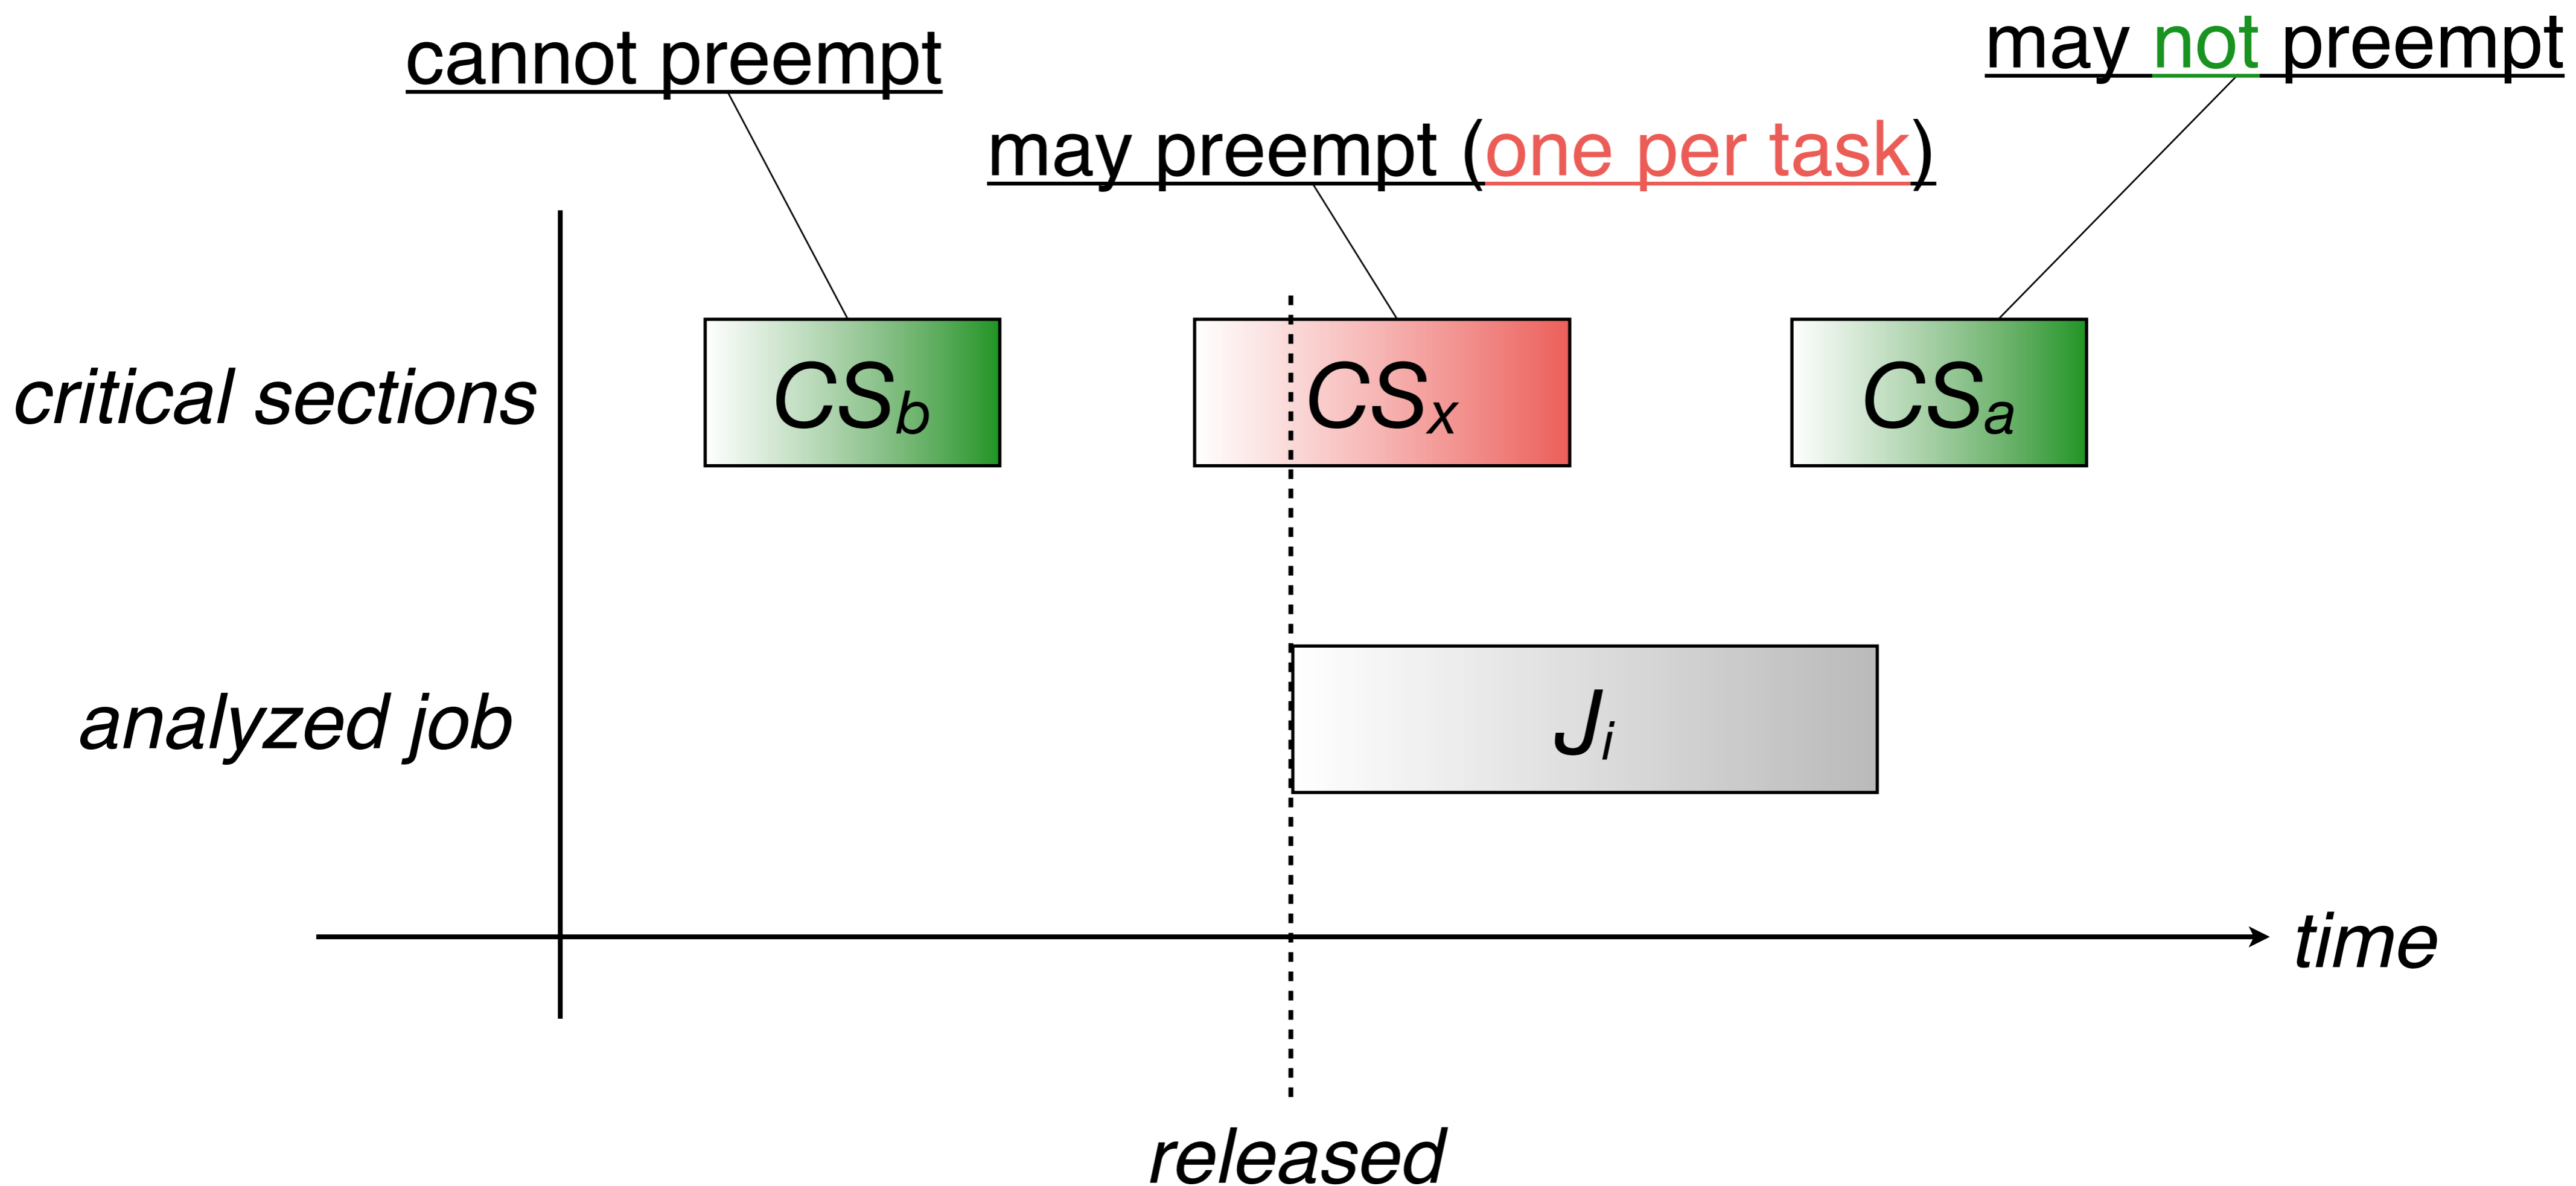 cannot preempt
may not preempt
may preempt (one per task)
critical sections
CSb
CSx
CSa
analyzed job
Ji
time
released